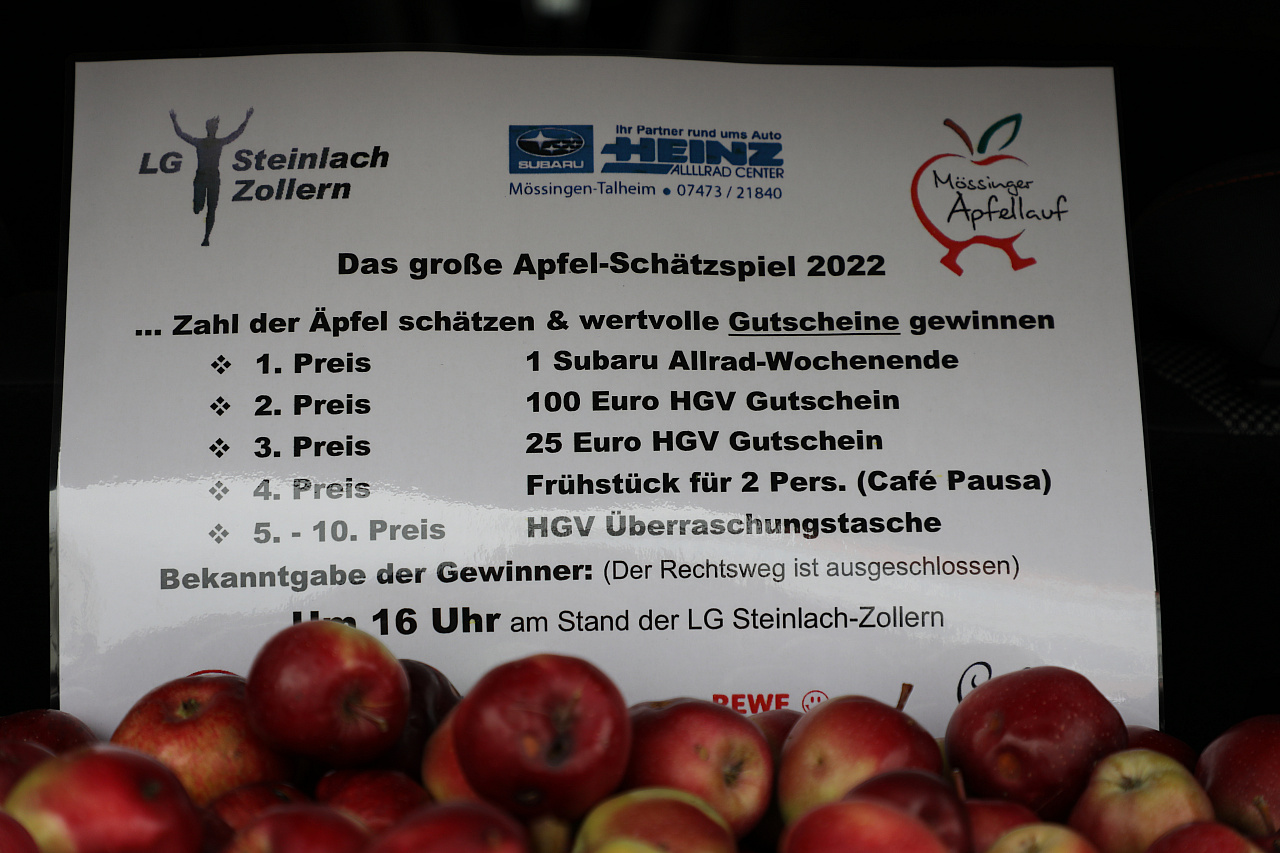 LG Steinlach
Zollern
SUBARU
Ihr Partner rund ums Auto
HEINZ
ALLLRAD CENTER
Mössingen-Talheim • 07473 / 21840
Mössinger
Apfellauf
Das große Apfel-Schätzspiel 2022
... Zahl der Äpfel schätzen & wertvolle Gutscheine gewinnen
❖ 1. Preis 1 Subaru Allrad-Wochenende
❖ 2. Preis 100 Euro HGV Gutschein
❖ 3. Preis 25 Euro HGV Gutschein
❖ 4. Preis Frühstück für 2 Pers. (Café Pausa)
❖ 5. - 10. Preis HGV Überraschungstasche
Bekanntgabe der Gewinner: (Der Rechtsweg ist ausgeschlossen)
Um 16 Uhr am Stand der LG Steinlach-Zollern
REWE